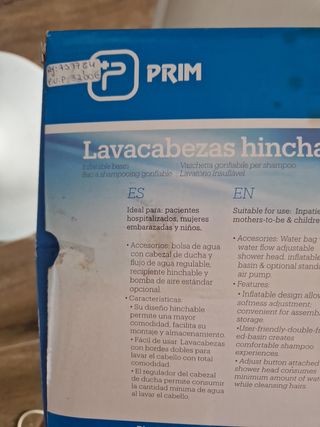 PRIM
Lavacabezas hincha
Inflatable basin Vaschetta gonfiabile per shampoo
Bac à shampooing gonflable Lavatório Insuflável
ES
Ideal para: pacientes
hospitalizados, mujeres
embarazadas y niños.
• Accesorios: bolsa de agua
con cabezal de ducha y
flujo de agua regulable,
recipiente hinchable y
bomba de aire estándar
opcional.
• Características:
• Su diseño hinchable
permite una mayor
comodidad, facilita su
montaje y almacenamiento.
• Fácil de usar. Lavacabezas
con bordes dobles para
lavar el cabello con total
comodidad.
• El regulador del cabezal
de ducha permite consumir
la cantidad mínima de agua
al lavar el cabello.
EN
Suitable for use: Inpatie
mothers-to-be & childre
• Accesories: Water bag
water flow adjustable
shower head, inflatabl
basin & optional standa
air pump.
• Features:
• Inflatable design allow
softness adjustment;
convenient for assemb
storage.
• User-friendly-double-fr
ed-basin creates
comfortable shampoo
experiences.
• Adjust button attached
shower head consumes
minimum amount of wat
while cleansing hairs.